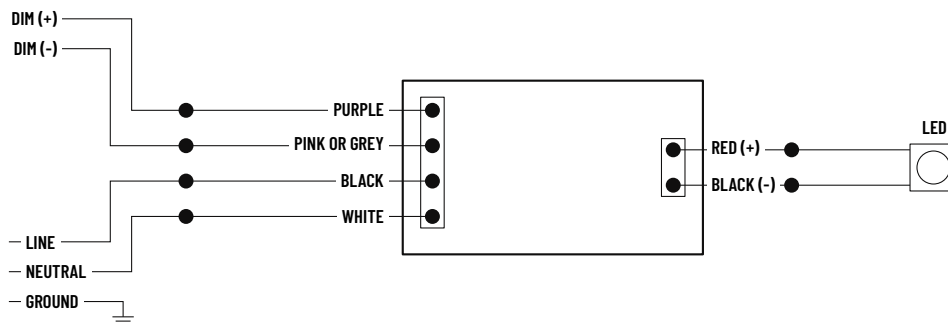 DIM (+)
DIM (-)
PURPLE
PINK OR GREY
BLACK
WHITE
LINE
NEUTRAL
GROUND
RED (+)
BLACK (-)
LED